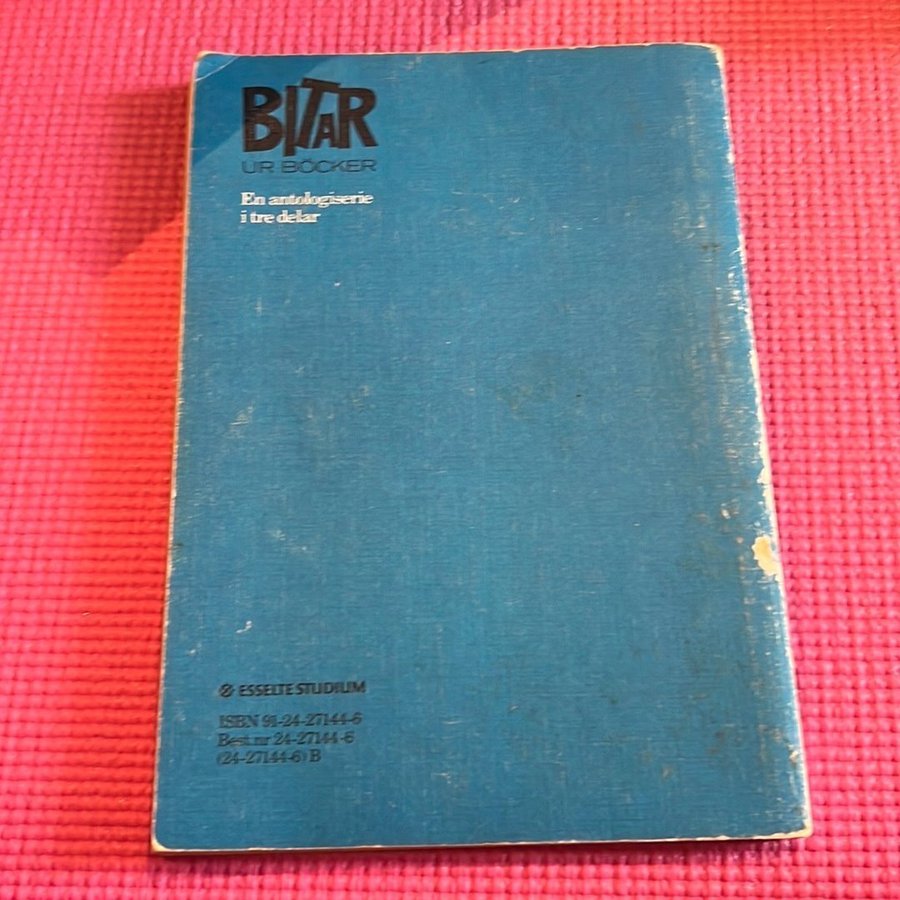 BITAR
UR BÖCKER
En antologiserie
i tre delar
ESSELTE STUDIUM
ISBN 91-24-27144-6
Best.nr 24-27144-6
(24-27144-6) B